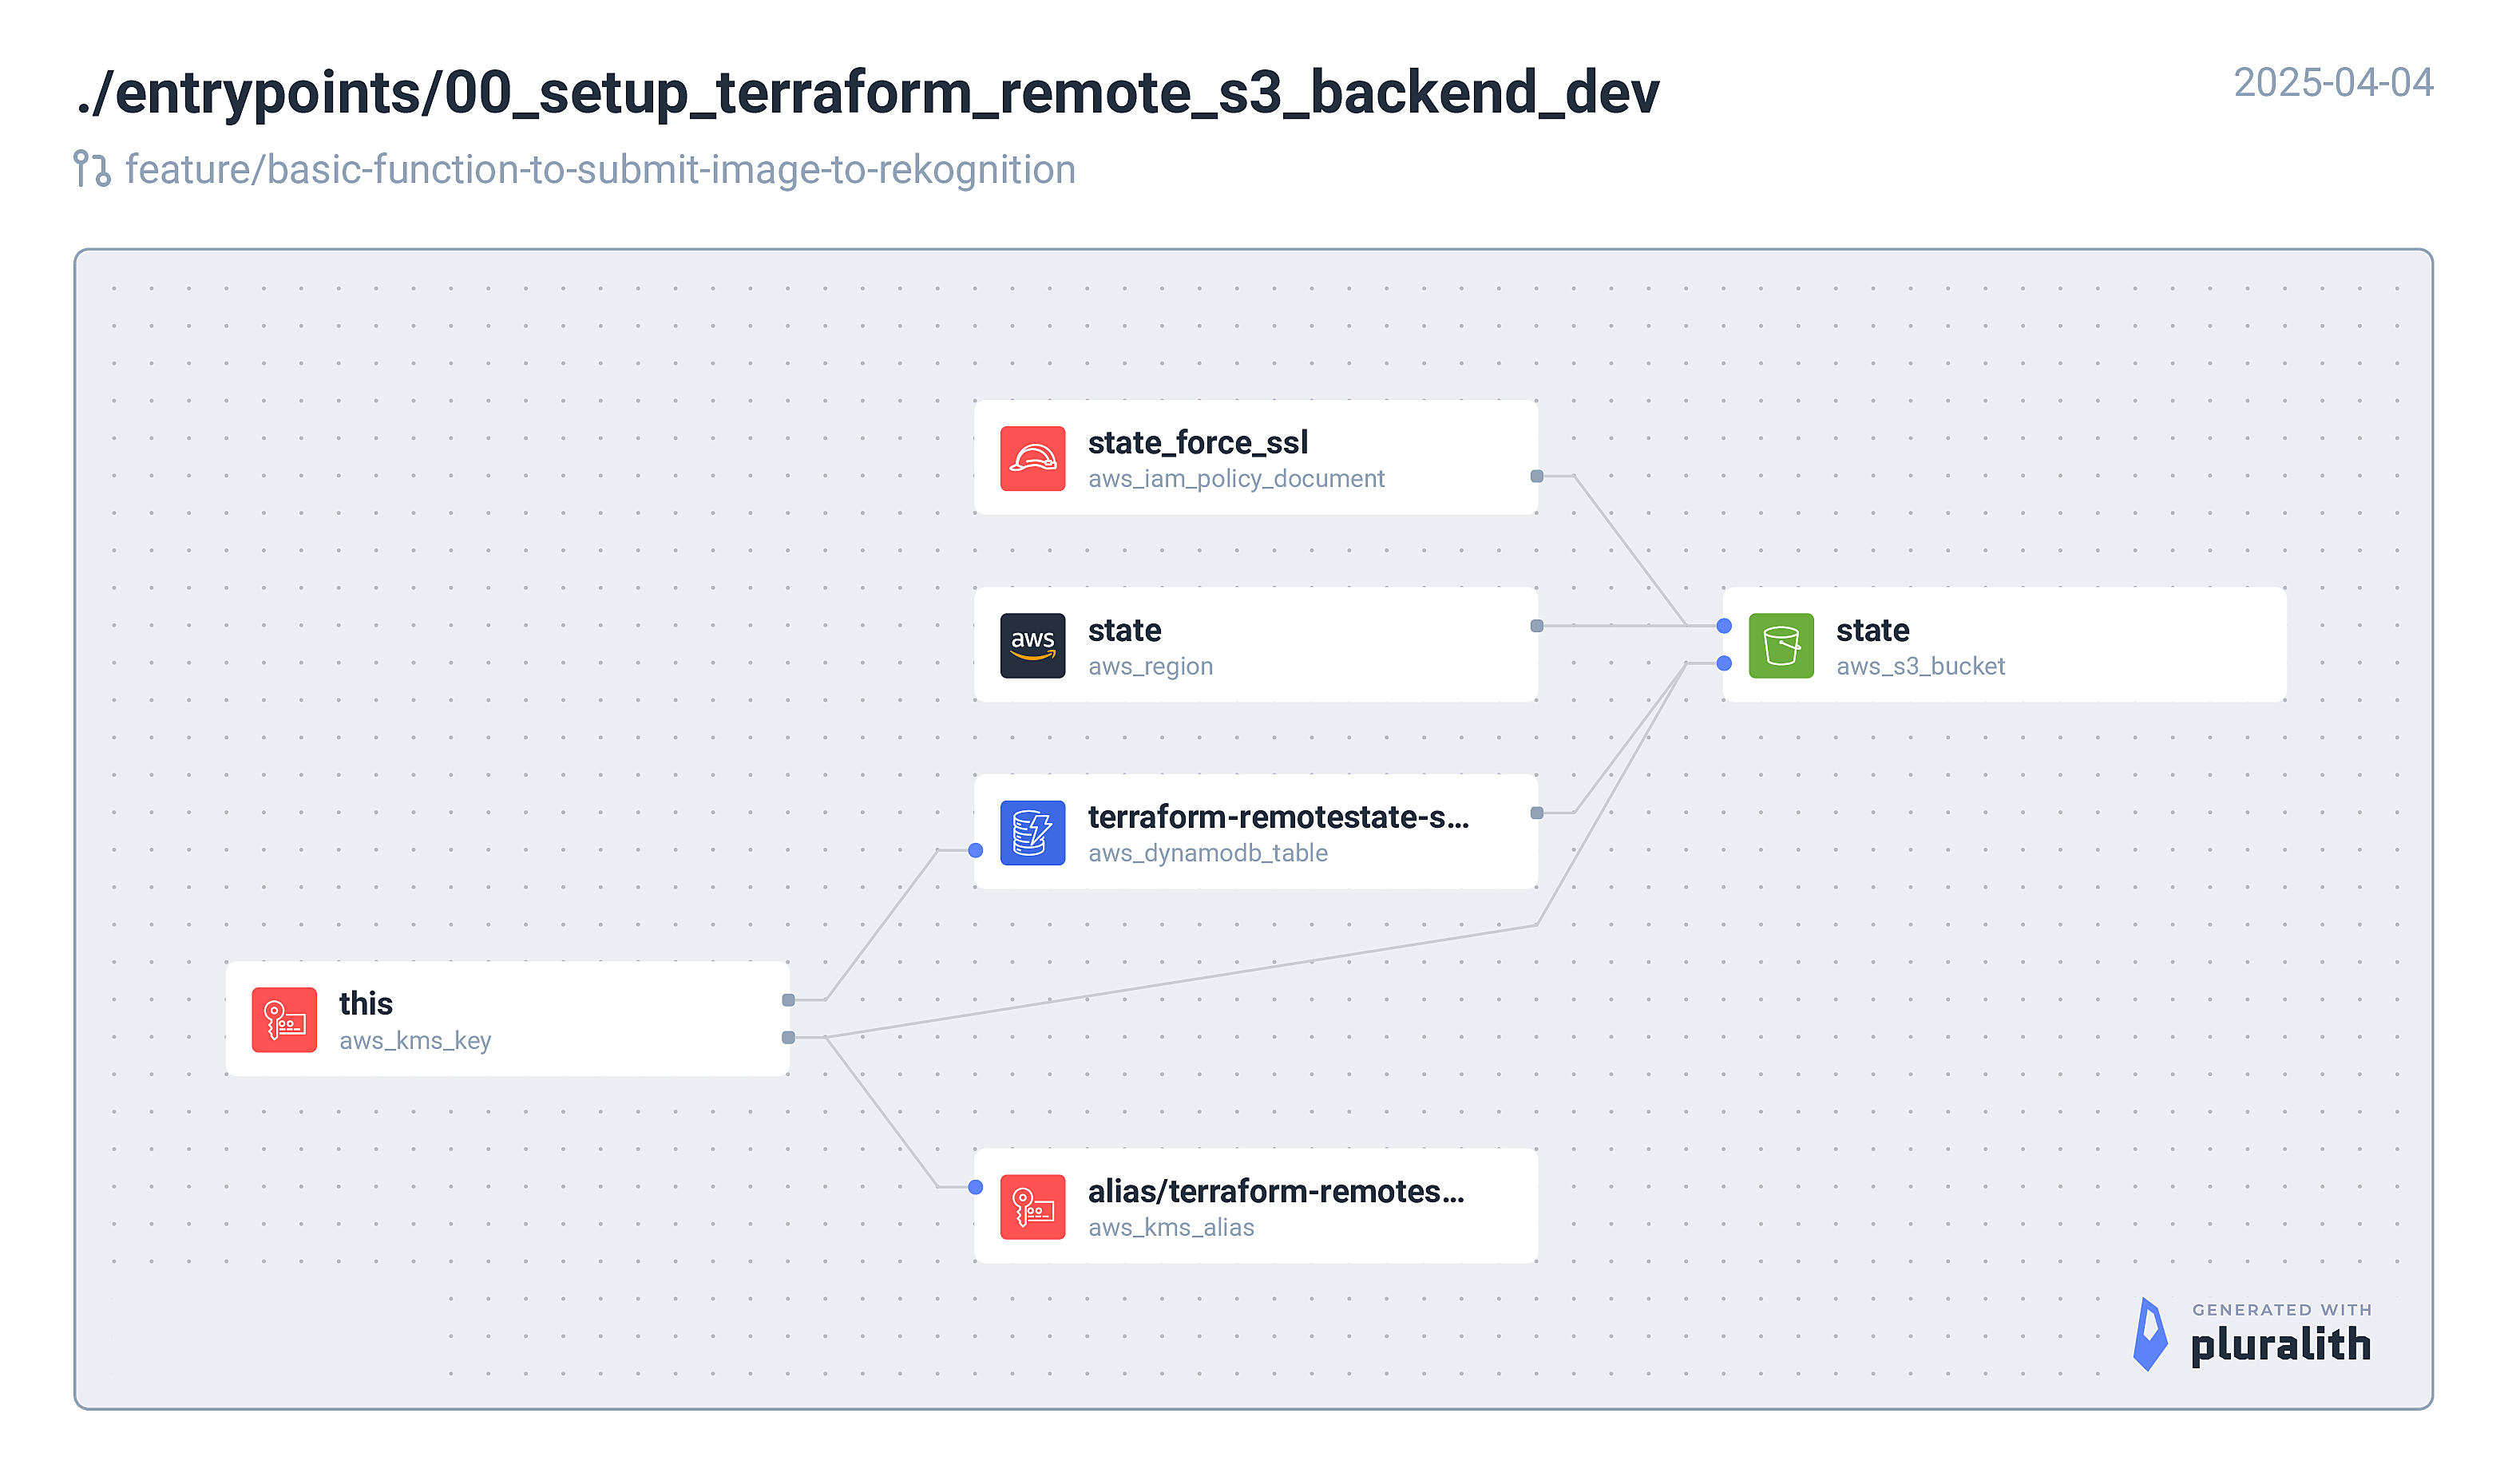 ./entrypoints/00_setup_terraform_remote_s3_backend_dev
2025-04-04
feature/basic-function-to-submit-image-to-rekognition
state_force_ssl
aws_iam_policy_document
aws
state
aws_region
state
aws_s3_bucket
terraform-remotestate-s...
aws_dynamodb_table
this
aws_kms_key
alias/terraform-remotes...
aws_kms_alias
GENERATED WITH
pluralith